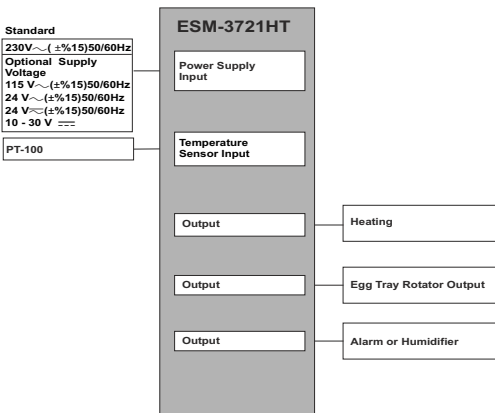 ESM-3721HT
Standard
230V～( ±%15)50/60Hz
Optional Supply
Voltage
115 V～(±%15)50/60Hz
24 V～(±%15)50/60Hz
24 V⏦(±%15)50/60Hz
10 - 30 V ⎓
Power Supply
Input
PT-100
Temperature
Sensor Input
Output
Heating
Output
Egg Tray Rotator Output
Output
Alarm or Humidifier